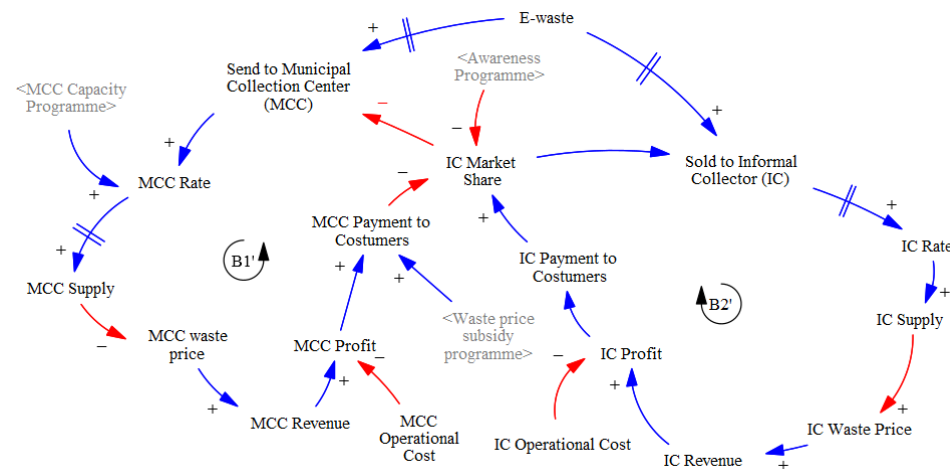 E-waste
+
Send to Municipal
Collection Center
(MCC)
<Awareness
Programme>
<MCC Capacity
Programme>
+
−
−
+
IC Market
Share
Sold to Informal
Collector (IC)
+
+
MCC Rate
−
+
+
MCC Payment to
Costumers
+
IC Rate
B1'
+
+
IC Payment to
Costumers
+
MCC Supply
B2'
<Waste price
subsidy
programme>
IC Supply
−
MCC waste
price
MCC Profit
−
−
IC Profit
+
+
+
+
MCC Revenue
MCC
Operational
Cost
IC Operational Cost
IC Waste Price
IC Revenue
+